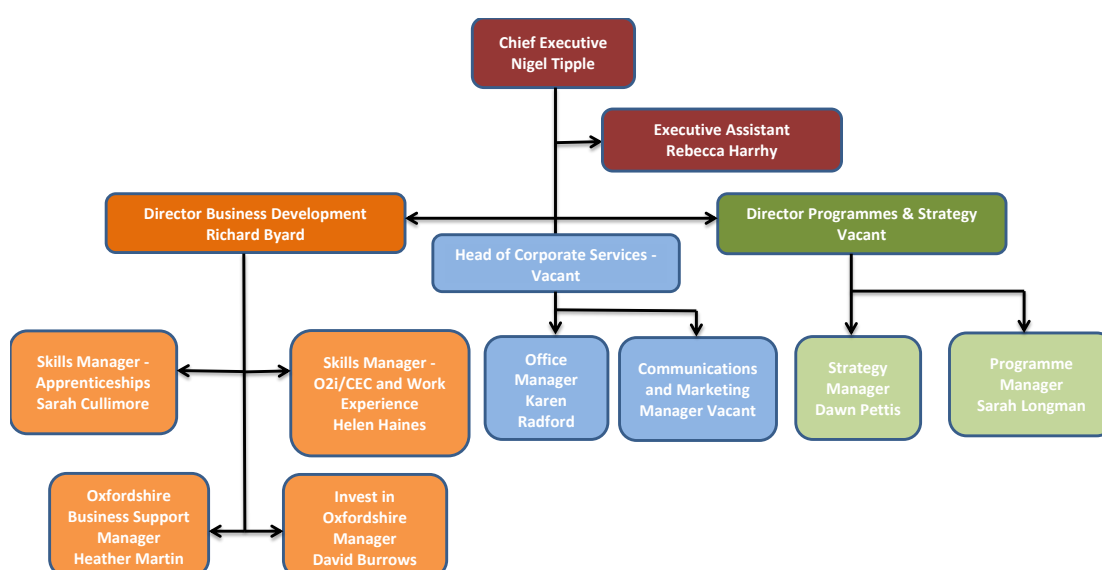 Chief Executive
Nigel Tipple
Executive Assistant
Rebecca Harrhy
Director Business Development
Richard Byard
Head of Corporate Services -
Vacant
Director Programmes & Strategy
Vacant
Skills Manager -
Apprenticeships
Sarah Cullimore
Skills Manager -
O2i/CEC and Work
Experience
Helen Haines
Office
Manager
Karen
Radford
Communications
and Marketing
Manager Vacant
Strategy
Manager
Dawn Pettis
Programme
Manager
Sarah Longman
Oxfordshire
Business Support
Manager
Heather Martin
Invest in
Oxfordshire
Manager
David Burrows